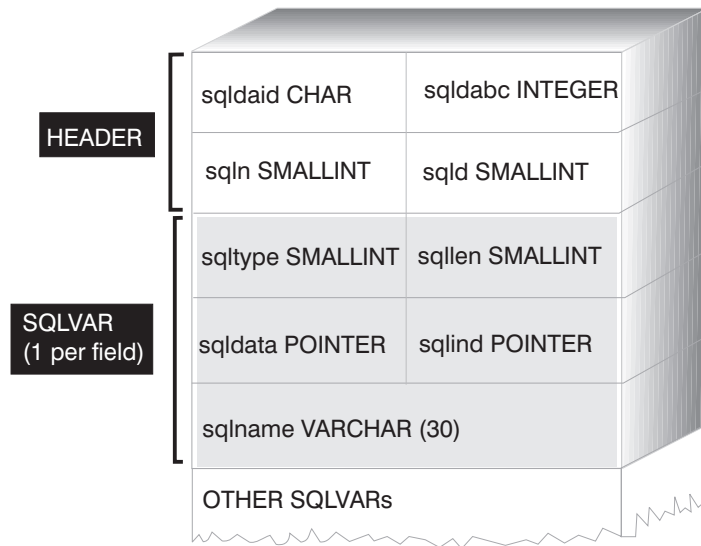 HEADER
sqldaid CHAR
sqldabc INTEGER
sqln SMALLINT
sqld SMALLINT
SQLVAR
(1 per field)
sqltype SMALLINT
sqllen SMALLINT
sqldata POINTER
sqlind POINTER
sqlname VARCHAR (30)
OTHER SQLVARs